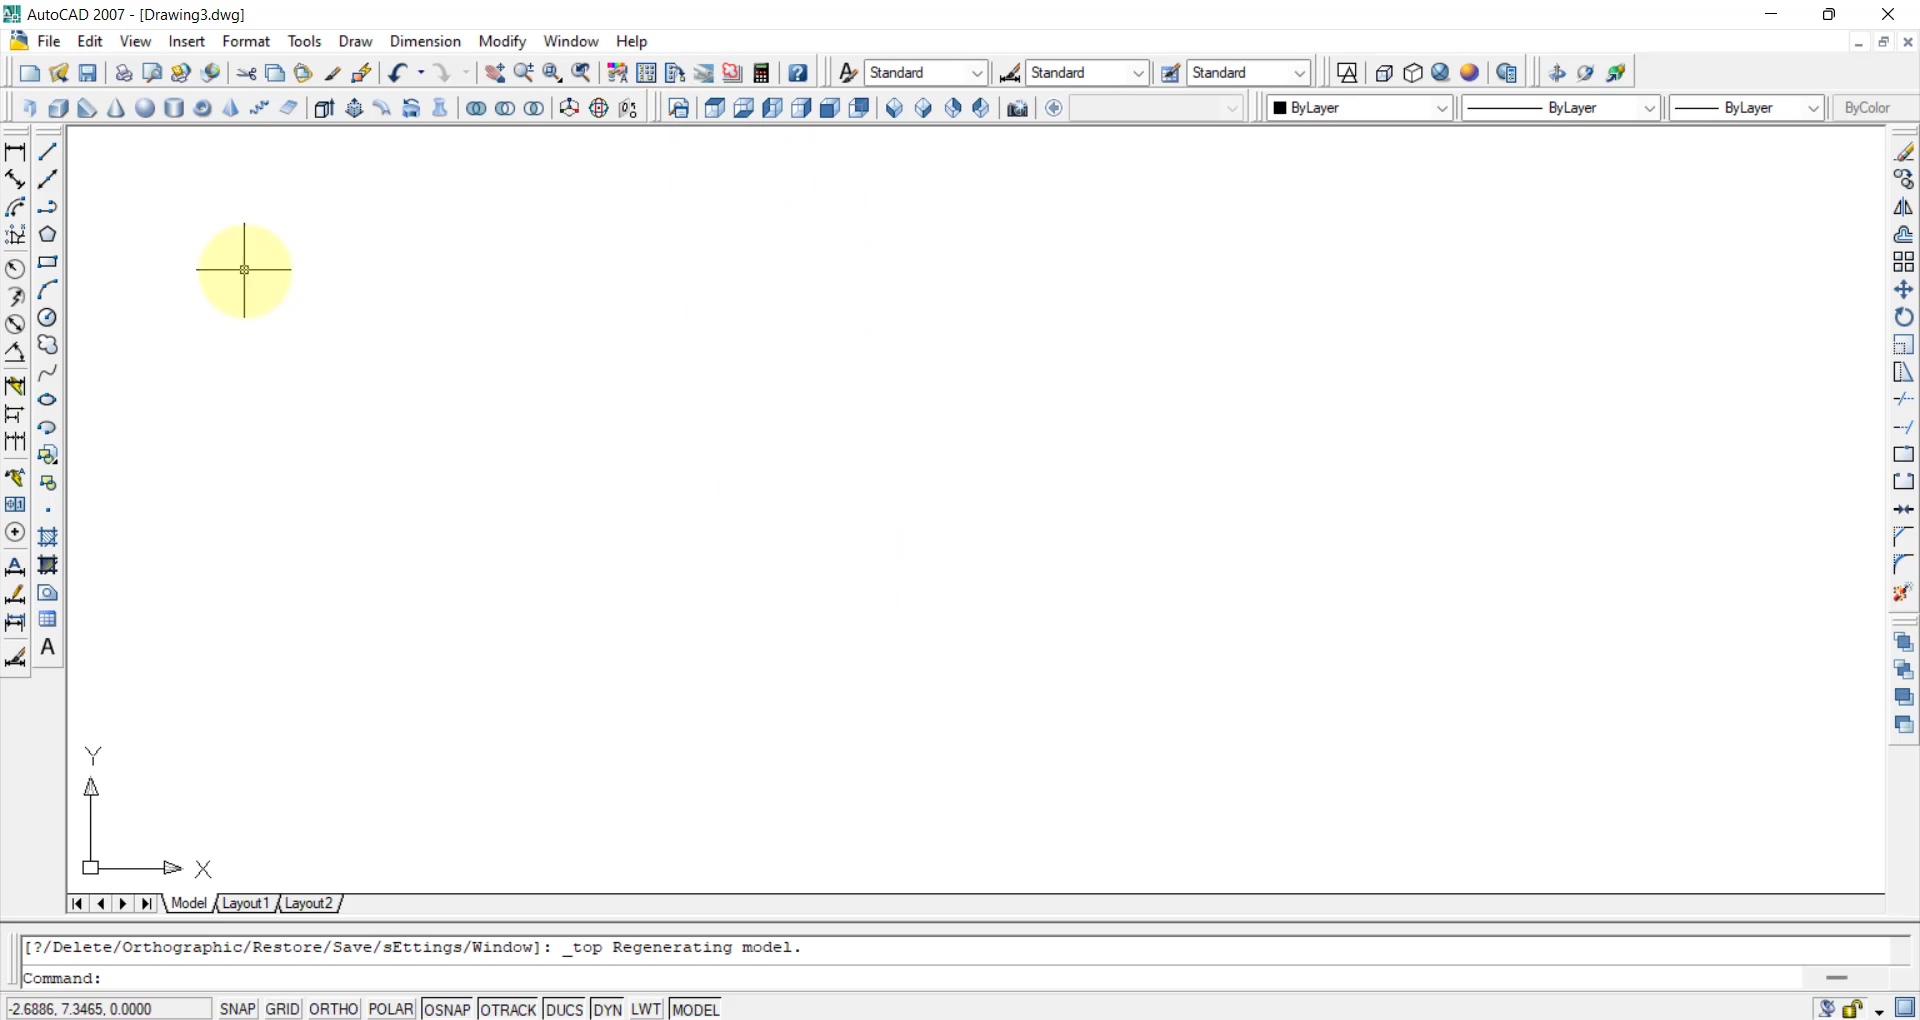 AutoCAD 2007 - [Drawing3.dwg]
File Edit View Insert Format Tools Draw Dimension Modify Window Help
Standard Standard Standard
ByLayer ByLayer ByLayer ByColor
A
Y
X
Model Layout1 Layout2
[?/Delete/Orthographic/Restore/Save/sEttings/Window]: _top Regenerating model.
Command:
-2.6886, 7.3465, 0.0000 SNAP GRID ORTHO POLAR OSNAP OTRACK DUCS DYN LWT MODEL